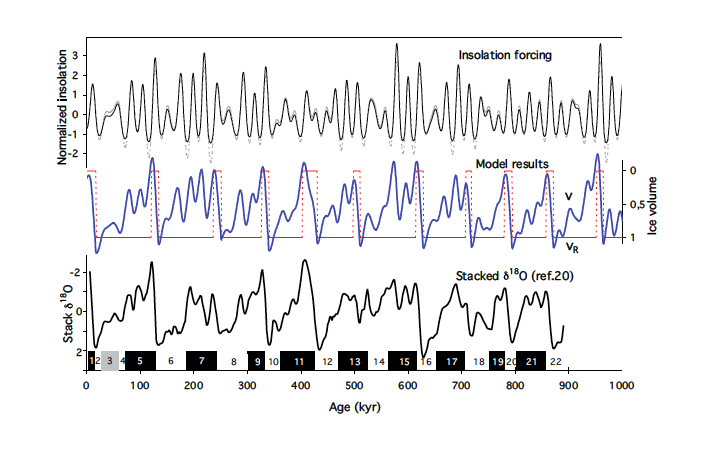 Insolation forcing
Normalized insolation
3
2
1
0
-1
-2
Model results
0
0,5
1
Ice volume
V
VR
Stacked δ18O (ref.20)
Stack δ18O
-2
0
2
1 2 3 4 5 6 7 8 9 10 11 12 13 14 15 16 17 18 19 20 21 22
0 100 200 300 400 500 600 700 800 900 1000
Age (kyr)